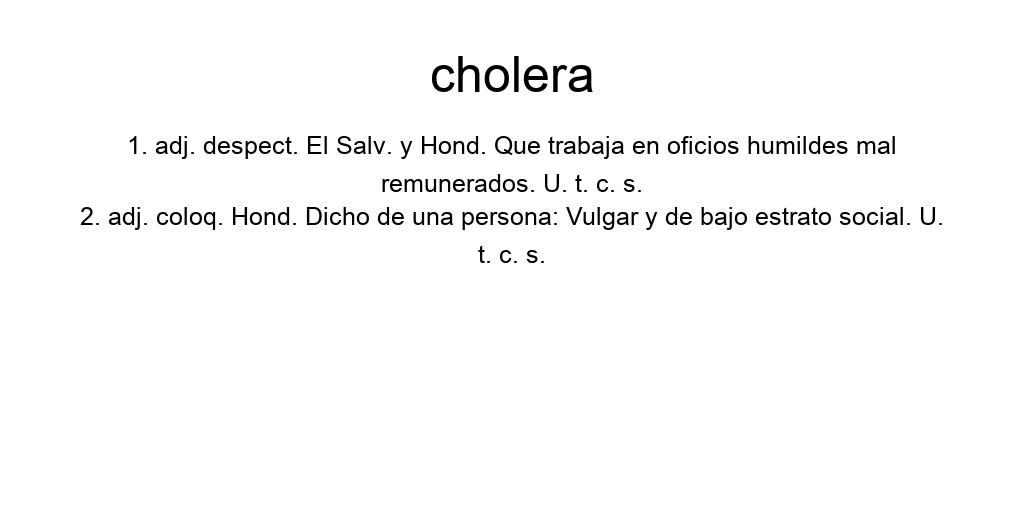 cholera
1. adj. despect. El Salv. y Hond. Que trabaja en oficios humildes mal
remunerados. U. t. c. s.
2. adj. coloq. Hond. Dicho de una persona: Vulgar y de bajo estrato social. U.
t. c. s.